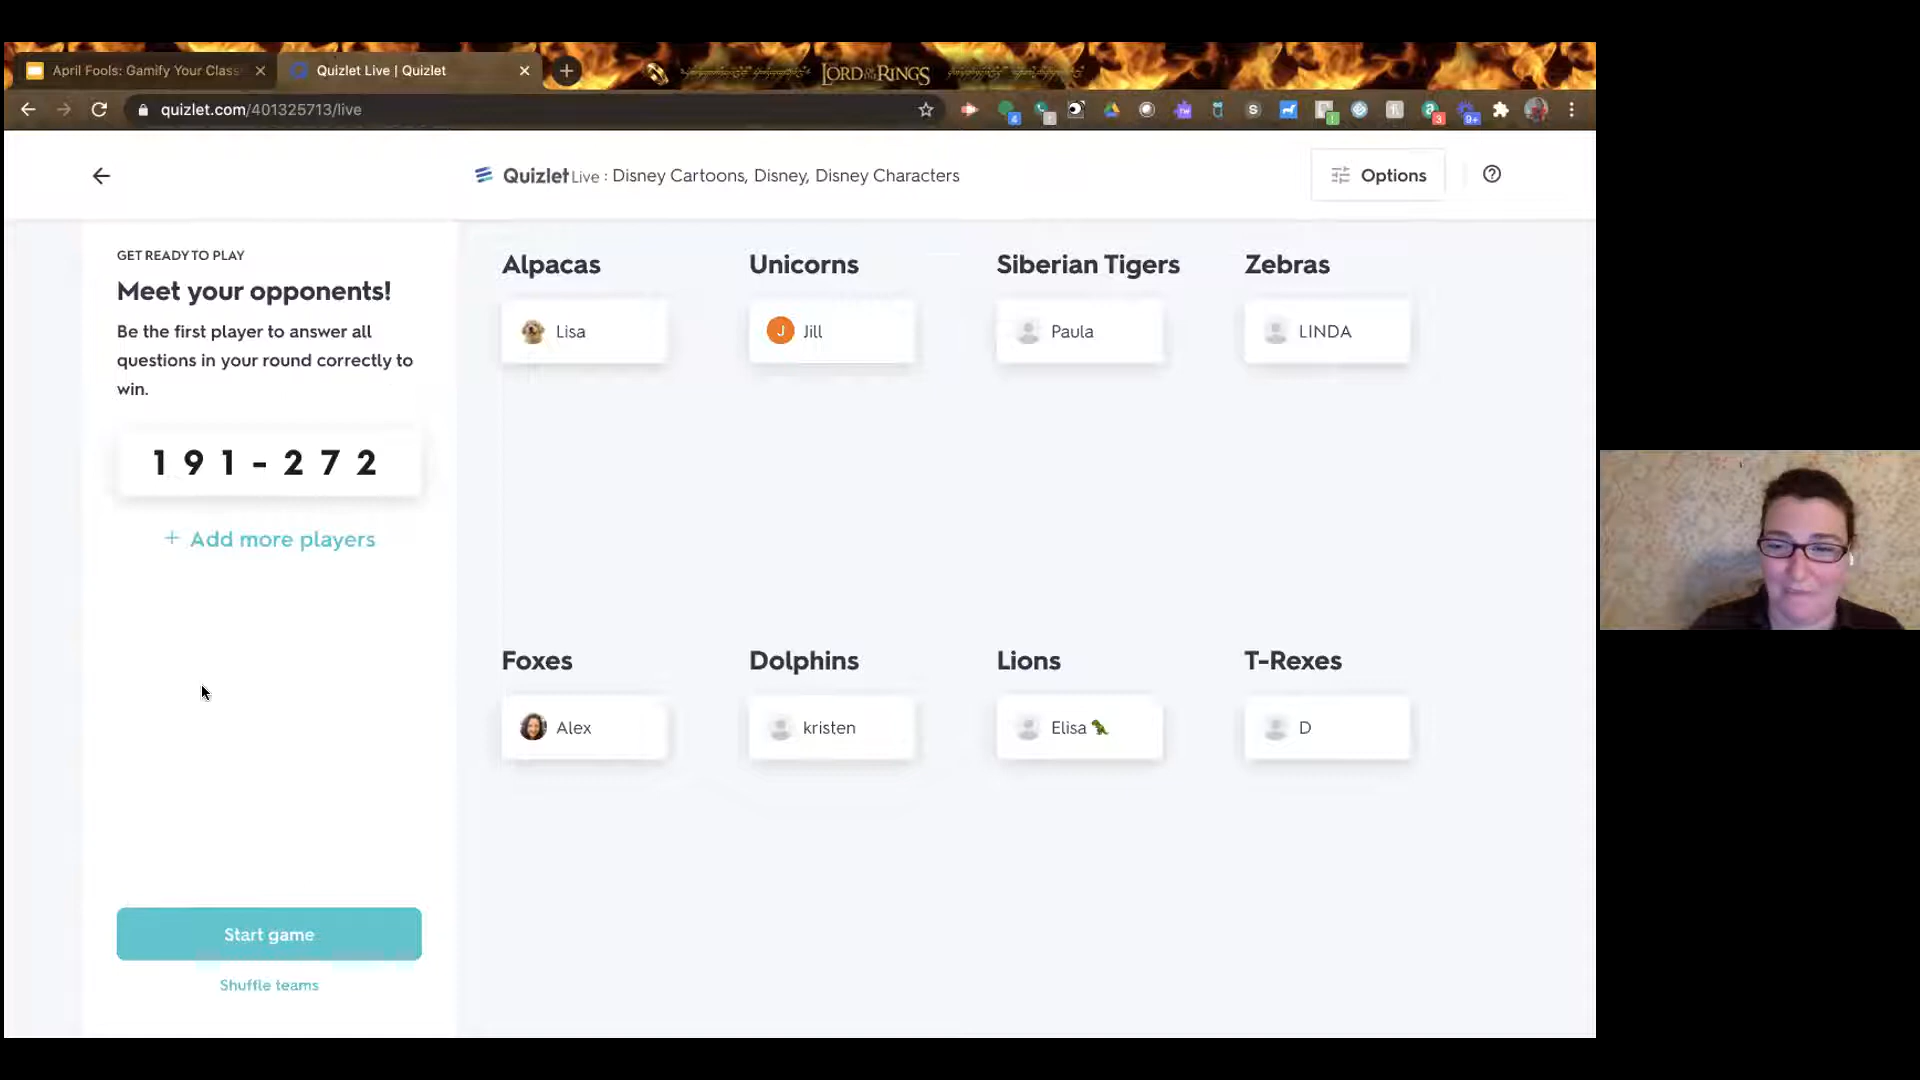 April Fools: Gamify Your Class
Quizlet Live | Quizlet
LORD OF THE RINGS
quizlet.com/401325713/live
Quizlet Live : Disney Cartoons, Disney, Disney Characters
Options
GET READY TO PLAY
Meet your opponents!
Be the first player to answer all
questions in your round correctly to
win.
191-272
+ Add more players
Start game
Shuffle teams
Alpacas
Lisa
Unicorns
J Jill
Siberian Tigers
Paula
Zebras
LINDA
Foxes
Alex
Dolphins
kristen
Lions
Elisa 🦖
T-Rexes
D